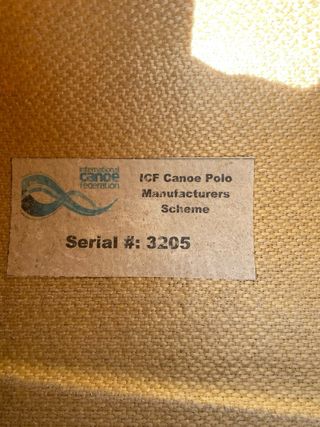 international
canoe
federation
ICF Canoe Polo
Manufacturers
Scheme
Serial #: 3205